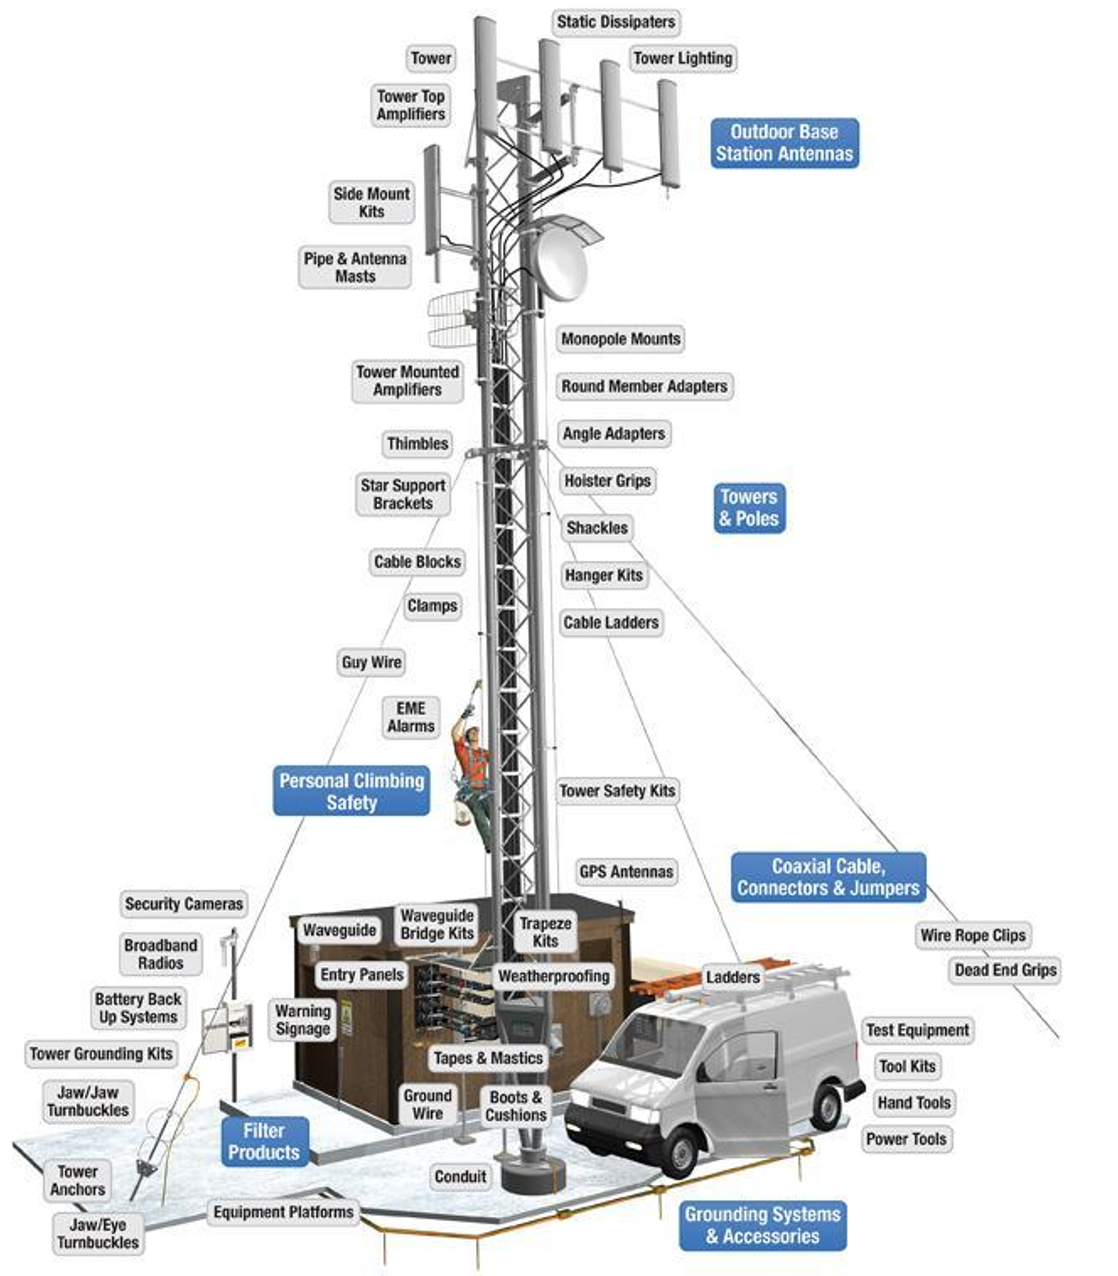 Static Dissipaters
Tower
Tower Lighting
Tower Top
Amplifiers
Outdoor Base
Station Antennas
Side Mount
Kits
Pipe & Antenna
Masts
Monopole Mounts
Tower Mounted
Amplifiers
Round Member Adapters
Thimbles
Angle Adapters
Star Support
Brackets
Hoister Grips
Towers
& Poles
Shackles
Cable Blocks
Hanger Kits
Clamps
Cable Ladders
Guy Wire
EME
Alarms
Personal Climbing
Safety
Tower Safety Kits
GPS Antennas
Coaxial Cable,
Connectors & Jumpers
Security Cameras
Waveguide
Waveguide
Bridge Kits
Trapeze
Kits
Wire Rope Clips
Broadband
Radios
Entry Panels
Weatherproofing
Ladders
Dead End Grips
Battery Back
Up Systems
Warning
Signage
Test Equipment
Tower Grounding Kits
Tapes & Mastics
Tool Kits
Jaw/Jaw
Turnbuckles
Ground
Wire
Boots &
Cushions
Hand Tools
Filter
Products
Power Tools
Tower
Anchors
Conduit
Equipment Platforms
Jaw/Eye
Turnbuckles
Grounding Systems
& Accessories